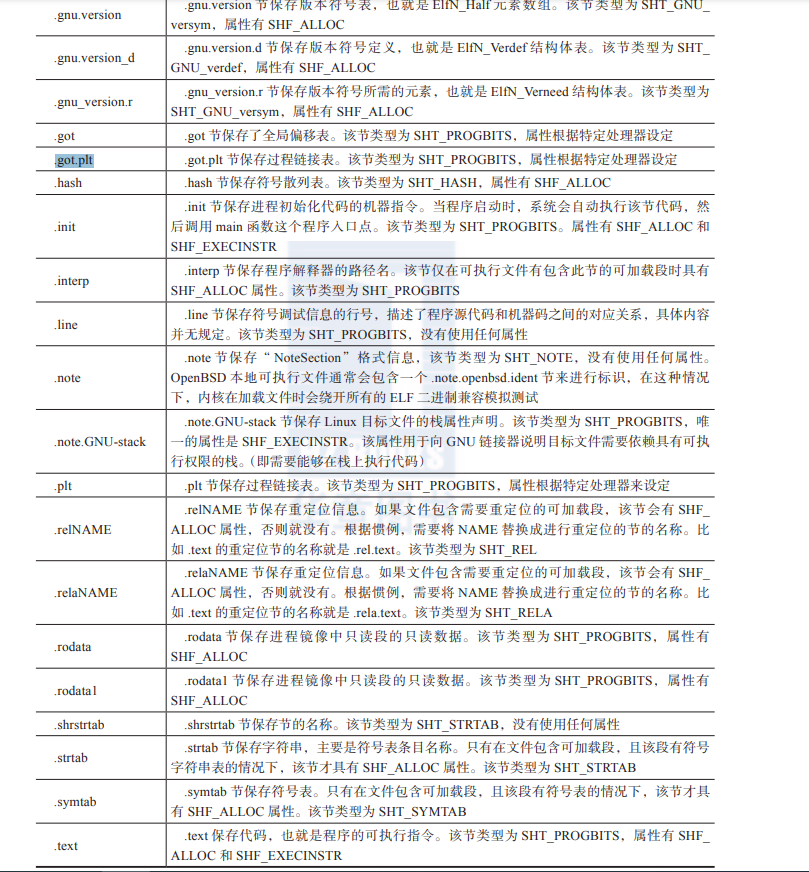 .gnu.version
.gnu.version 节保存版本符号表，也就是 ElfN_Half 元素数组。该节类型为 SHT_GNU_
versym，属性有 SHF_ALLOC
.gnu.version_d
.gnu.version.d 节保存版本符号定义，也就是 ElfN_Verdef 结构体表。该节类型为 SHT_
GNU_verdef，属性有 SHF_ALLOC
.gnu_version.r
.gnu_version.r 节保存版本符号所需的元素，也就是 ElfN_Verneed 结构体表。该节类型为
SHT_GNU_versym，属性有 SHF_ALLOC
.got
.got 节保存了全局偏移表。该节类型为 SHT_PROGBITS，属性根据特定处理器设定
.got.plt
.got.plt 节保存过程链接表。该节类型为 SHT_PROGBITS，属性根据特定处理器设定
.hash
.hash 节保存符号散列表。该节类型为 SHT_HASH，属性有 SHF_ALLOC
.init
.init 节保存进程初始化代码的机器指令。当程序启动时，系统会自动执行该节代码，然
后调用 main 函数这个程序入口点。该节类型为 SHT_PROGBITS。属性有 SHF_ALLOC 和
SHF_EXECINSTR
.interp
.interp 节保存程序解释器的路径名。该节仅在可执行文件有包含此节的可加载段时具有
SHF_ALLOC 属性。该节类型为 SHT_PROGBITS
.line
.line 节保存符号调试信息的行号，描述了程序源代码和机器码之间的对应关系，具体内容
并无规定。该节类型为 SHT_PROGBITS，没有使用任何属性
.note
.note 节保存“ NoteSection”格式信息，该节类型为 SHT_NOTE，没有使用任何属性。
OpenBSD 本地可执行文件通常会包含一个 .note.openbsd.ident 节来进行标识，在这种情况
下，内核在加载文件时会绕开所有的 ELF 二进制兼容模拟测试
.note.GNU-stack
.note.GNU-stack 节保存 Linux 目标文件的栈属性声明。该节类型为 SHT_PROGBITS，唯
一的属性是 SHF_EXECINSTR。该属性用于向 GNU 链接器说明目标文件需要依赖具有可执
行权限的栈。（即需要能够在栈上执行代码）
.plt
.plt 节保存过程链接表。该节类型为 SHT_PROGBITS，属性根据特定处理器来设定
.relNAME
.relNAME 节保存重定位信息。如果文件包含需要重定位的可加载段，该节会有 SHF_
ALLOC 属性，否则就没有。根据惯例，需要将 NAME 替换成进行重定位的节的名称。比
如 .text 的重定位节的名称就是 .rel.text。该节类型为 SHT_REL
.relaNAME
.relaNAME 节保存重定位信息。如果文件包含需要重定位的可加载段，该节会有 SHF_
ALLOC 属性，否则就没有。根据惯例，需要将 NAME 替换成进行重定位的节的名称。比
如 .text 的重定位节的名称就是 .rela.text。该节类型为 SHT_RELA
.rodata
.rodata 节保存进程镜像中只读段的只读数据。该节类型为 SHT_PROGBITS，属性有
SHF_ALLOC
.rodata1
.rodata1 节保存进程镜像中只读段的只读数据。该节类型为 SHT_PROGBITS，属性有
SHF_ALLOC
.shrstrtab
.shrstrtab 节保存节的名称。该节类型为 SHT_STRTAB，没有使用任何属性
.strtab
.strtab 节保存字符串，主要是符号表条目名称。只有在文件包含可加载段，且该段有符号
字符串表的情况下，该节才具有 SHF_ALLOC 属性。该节类型为 SHT_STRTAB
.symtab
.symtab 节保存符号表。只有在文件包含可加载段，且该段有符号表的情况下，该节才具
有 SHF_ALLOC 属性。该节类型为 SHT_SYMTAB
.text
.text 保存代码，也就是程序的可执行指令。该节类型为 SHT_PROGBITS，属性有 SHF_
ALLOC 和 SHF_EXECINSTR